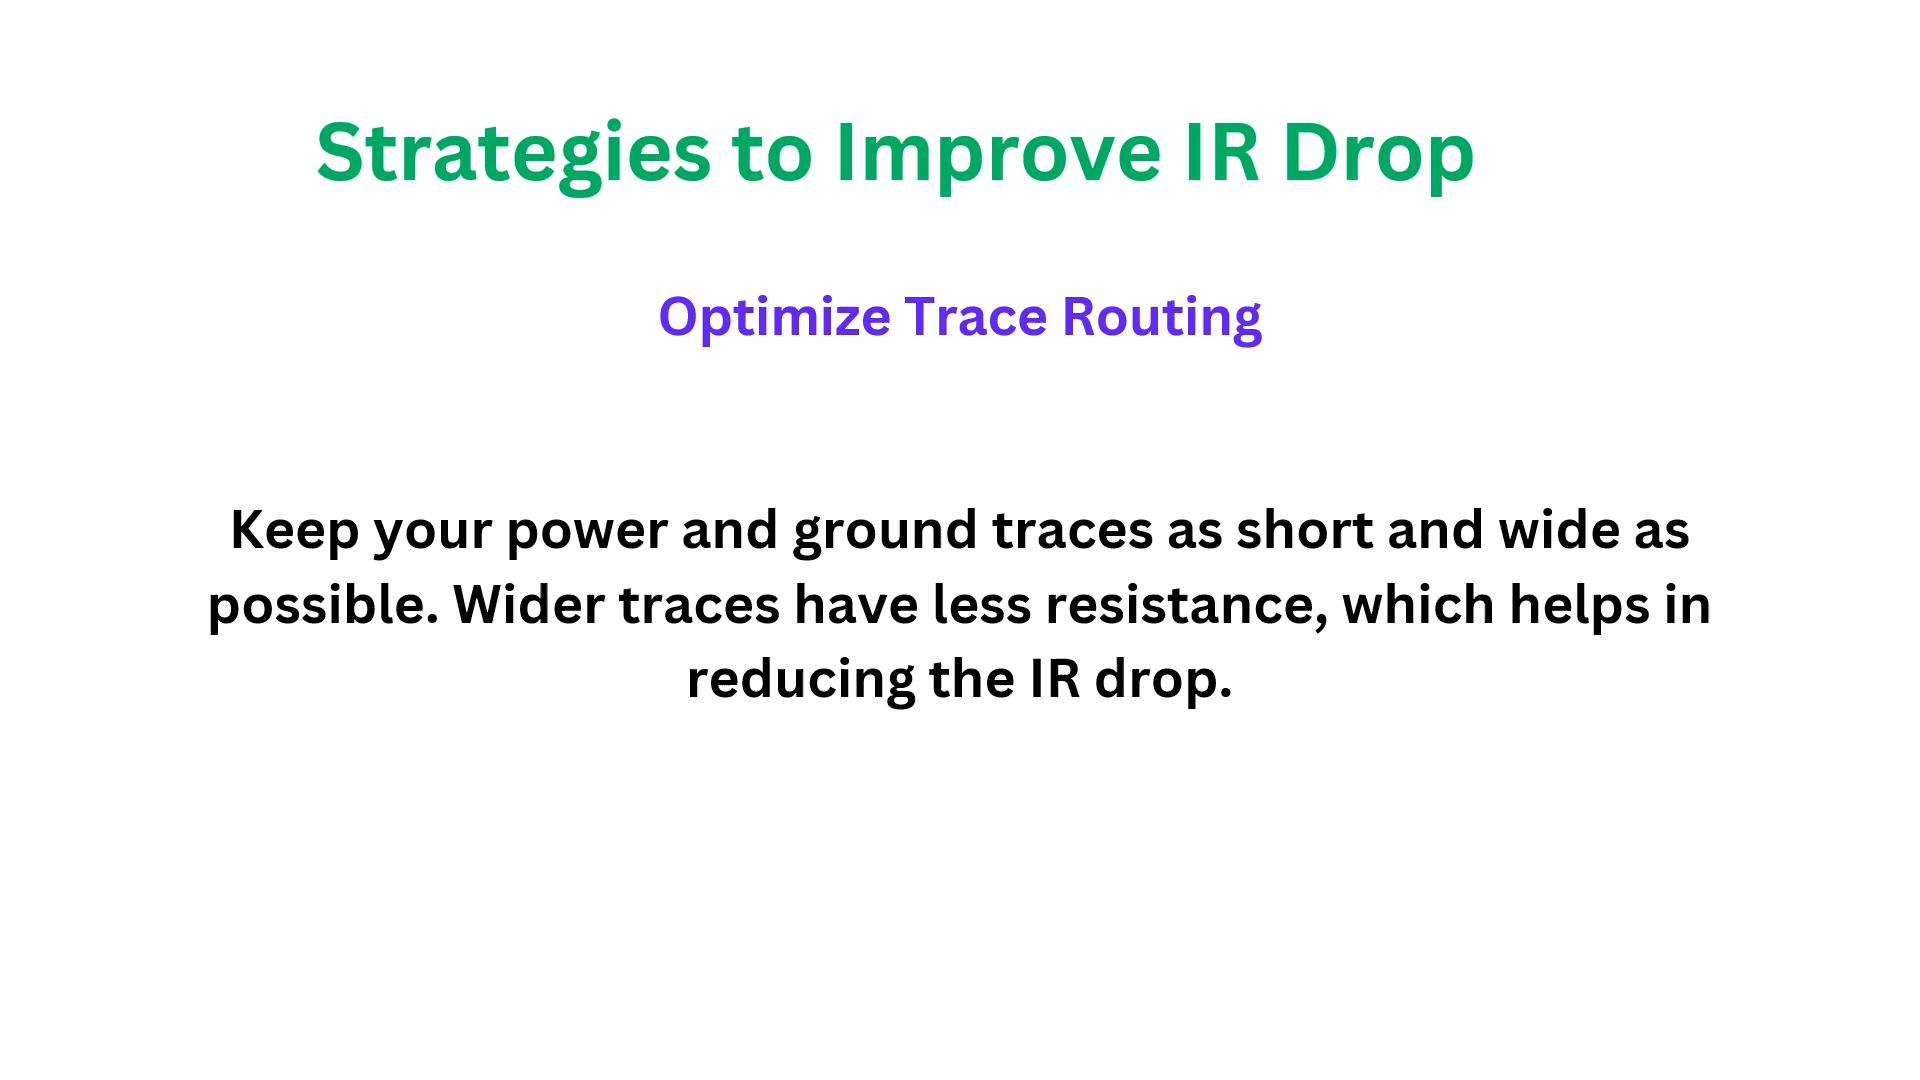 Strategies to Improve IR Drop
Optimize Trace Routing
Keep your power and ground traces as short and wide as
possible. Wider traces have less resistance, which helps in
reducing the IR drop.